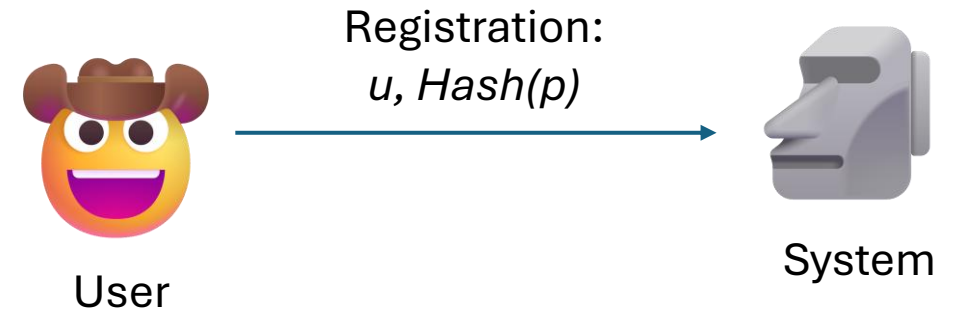 Registration:
u, Hash(p)
System
User